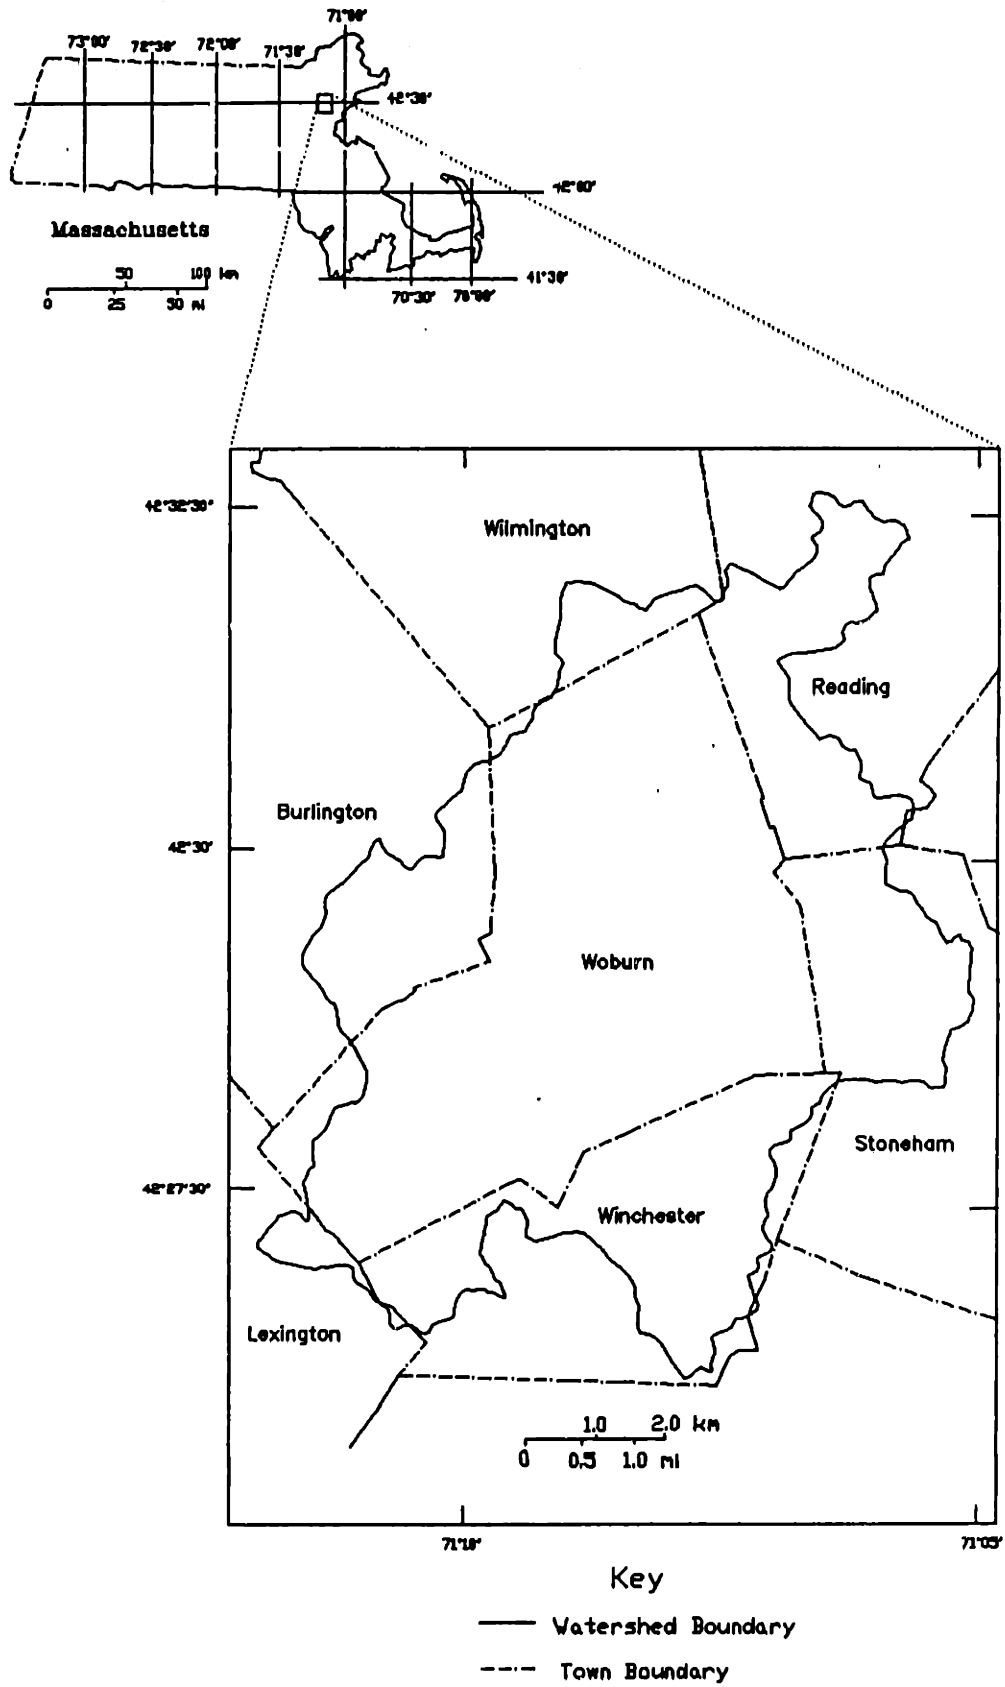 71°00'
73°00' 72°30' 72°00' 71°30'
42°30'
42°00'
Massachusetts
50 100 km
0 25 50 mi
41°30'
70°30' 70°00'
42°32'30"
Wilmington
Reading
Burlington
42°30'
Woburn
Stoneham
42°27'30"
Winchester
Lexington
1.0 2.0 km
0 0.5 1.0 mi
71°10' 71°05'
Key
Watershed Boundary
Town Boundary